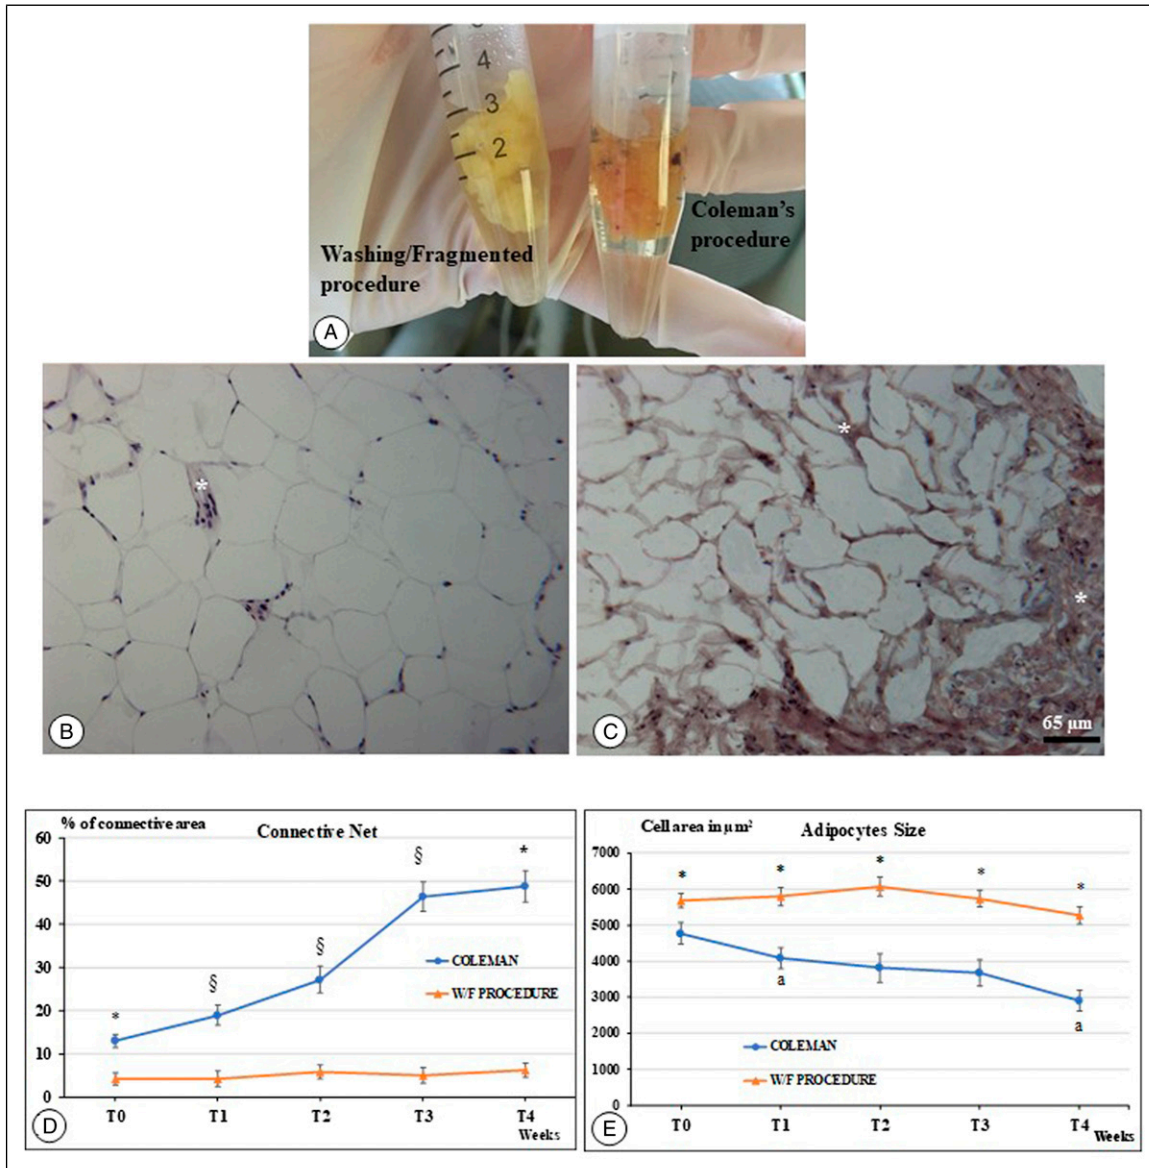 5
4
3
2
Washing/Fragmented
procedure
Coleman's
procedure
A
*
B
*
*
65 µm
C
% of connective area
Connective Net
60
50
40
30
20
10
0
*
§
§
§
*
COLEMAN
W/F PROCEDURE
T0 T1 T2 T3 T4
Weeks
D
Cell area in µm²
Adipocytes Size
7000
6000
5000
4000
3000
2000
1000
0
* * * * *
a
a
COLEMAN
W/F PROCEDURE
T0 T1 T2 T3 T4
Weeks
E